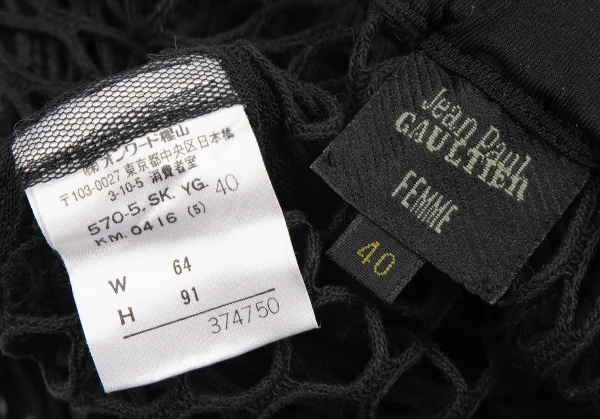 ㈱オンワード樫山
〒103-0027 東京都中央区日本橋
3-10-5 消費者室
570-5. SK. YG. 40
KM. 0416 (5)
W 64
H 91
374750
Jean Paul
GAULTIER
FEMME
40